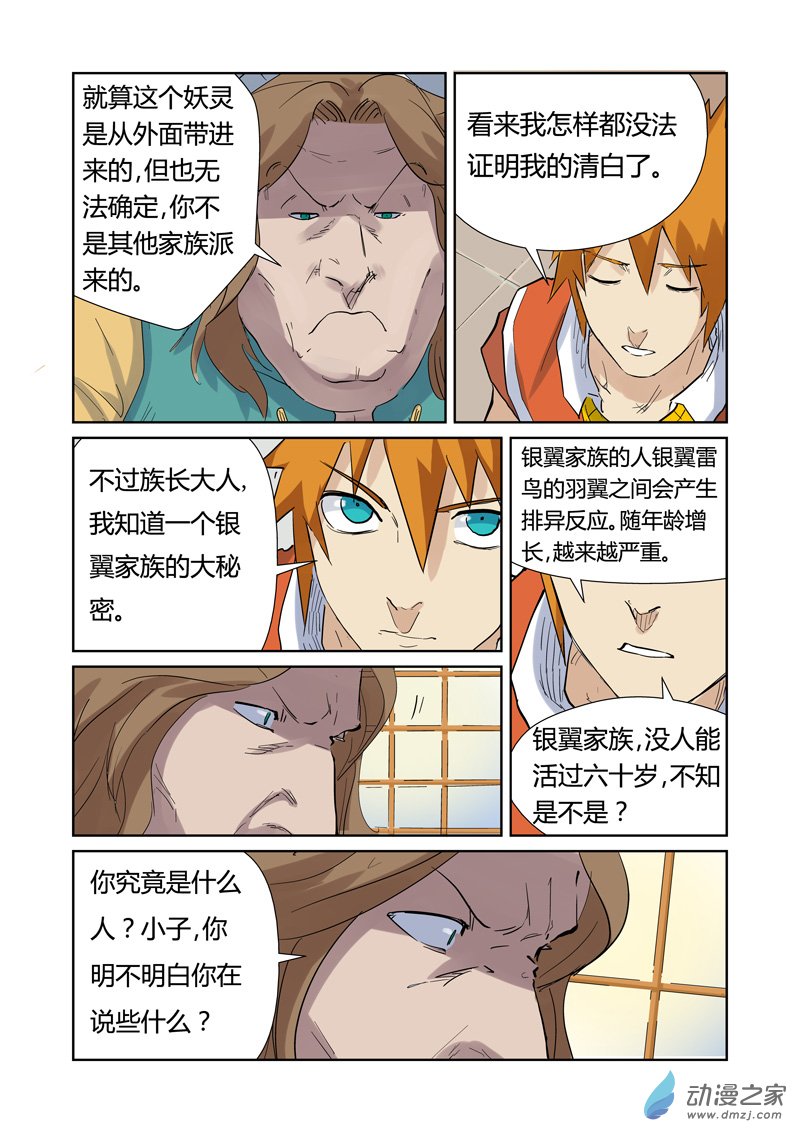 就算这个妖灵
是从外面带进
来的，但也无
法确定，你不
是其他家族派
来的。
看来我怎样都没法
证明我的清白了。
不过族长大人，
我知道一个银
翼家族的大秘
密。
银翼家族的人银翼雷
鸟的羽翼之间会产生
排异反应。随年龄增
长，越来越严重。
银翼家族，没人能
活过六十岁，不知
是不是？
你究竟是什么
人？小子，你
明不明白你在
说些什么？
动漫之家
www.dmzj.com